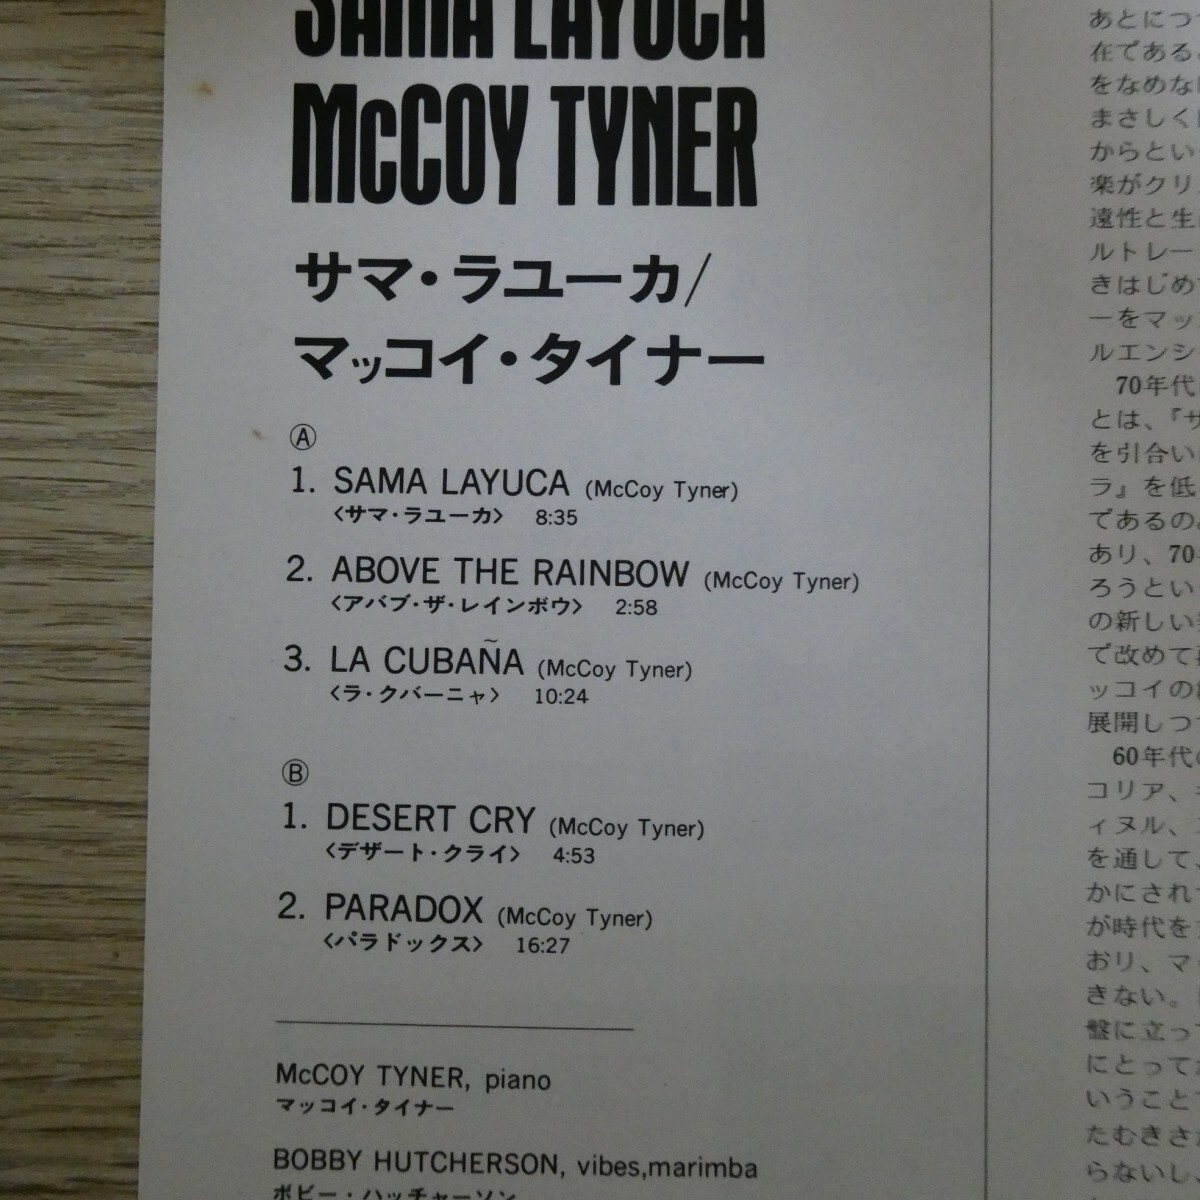 SAMA LAYUCA
McCOY TYNER
サマ・ラユーカ/
マッコイ・タイナー
Ⓐ
1. SAMA LAYUCA (McCoy Tyner)
〈サマ・ラユーカ〉 8:35
2. ABOVE THE RAINBOW (McCoy Tyner)
〈アバブ・ザ・レインボウ〉 2:58
3. LA CUBAÑA (McCoy Tyner)
〈ラ・クバーニャ〉 10:24
Ⓑ
1. DESERT CRY (McCoy Tyner)
〈デザート・クライ〉 4:53
2. PARADOX (McCoy Tyner)
〈パラドックス〉 16:27
McCOY TYNER, piano
マッコイ・タイナー
BOBBY HUTCHERSON, vibes,marimba
ボビー・ハッチャーソン
あとにつ
在である
をなめな
まさしく
からとい
楽がクリ
遠性と生
ルトレー
きはじめ
ーをマッ
ルエンシ
70年代
とは、『サ
を引合い
ラ』を低
であるの
あり、70
ろうとい
の新しい
で改めて
ッコイの
展開しつ
60年代の
コリア、
ィヌル、
を通して、
かにされ
が時代を
おり、マ
きない。
盤に立っ
にとって
いうこと
たむきさ
らないし